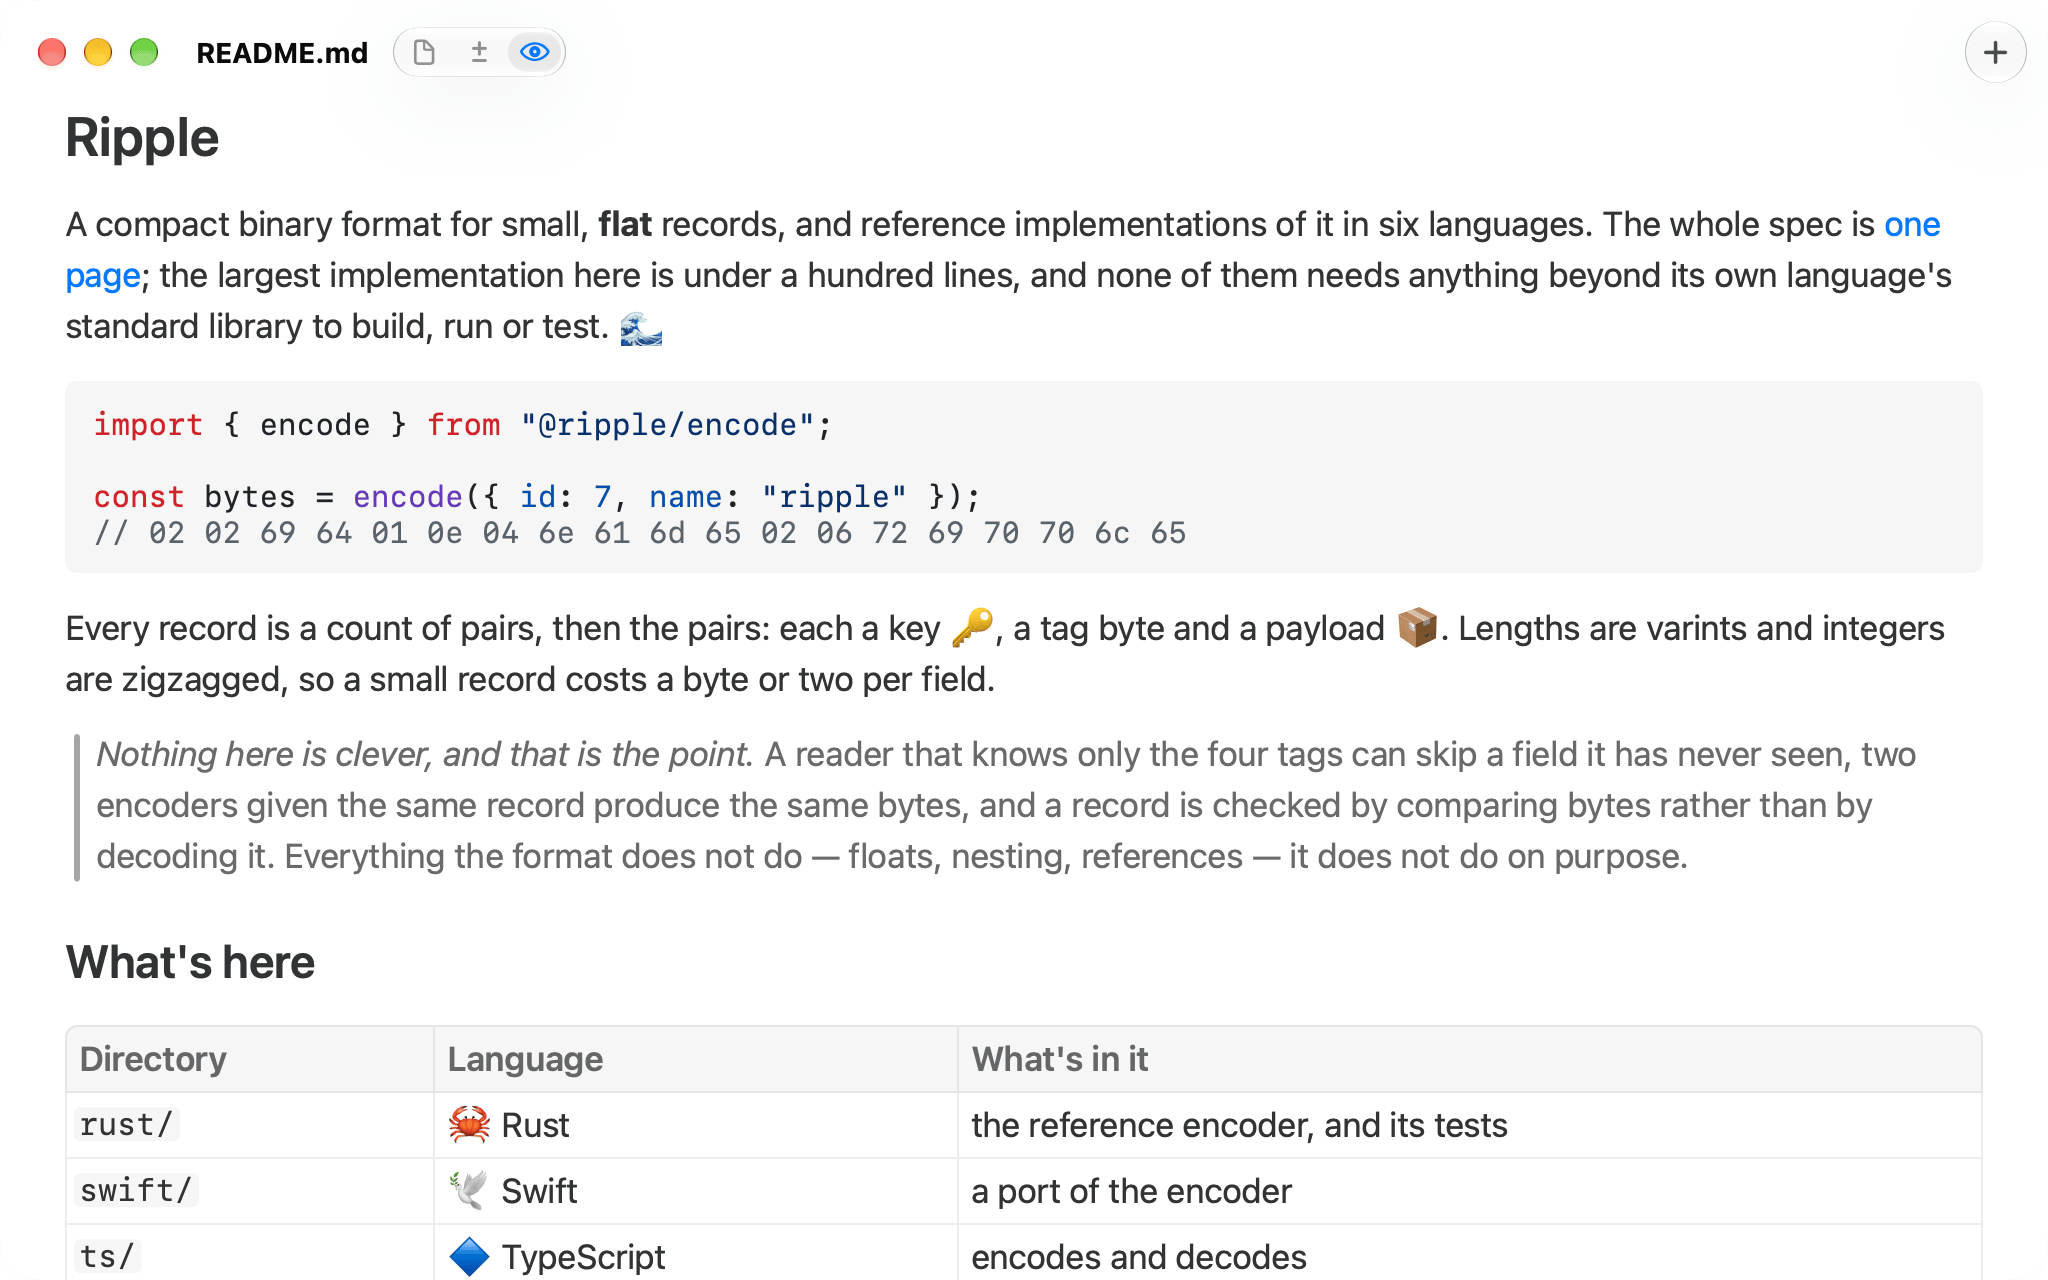 README.md
Ripple
A compact binary format for small, flat records, and reference implementations of it in six languages. The whole spec is one
page; the largest implementation here is under a hundred lines, and none of them needs anything beyond its own language's
standard library to build, run or test. 🌊
import { encode } from "@ripple/encode";
const bytes = encode({ id: 7, name: "ripple" });
// 02 02 69 64 01 0e 04 6e 61 6d 65 02 06 72 69 70 70 6c 65
Every record is a count of pairs, then the pairs: each a key 🔑, a tag byte and a payload 📦. Lengths are varints and integers
are zigzagged, so a small record costs a byte or two per field.
Nothing here is clever, and that is the point. A reader that knows only the four tags can skip a field it has never seen, two
encoders given the same record produce the same bytes, and a record is checked by comparing bytes rather than by
decoding it. Everything the format does not do — floats, nesting, references — it does not do on purpose.
What's here
Directory Language What's in it
rust/ 🦀 Rust the reference encoder, and its tests
swift/ 🕊️ Swift a port of the encoder
ts/ 🔷 TypeScript encodes and decodes